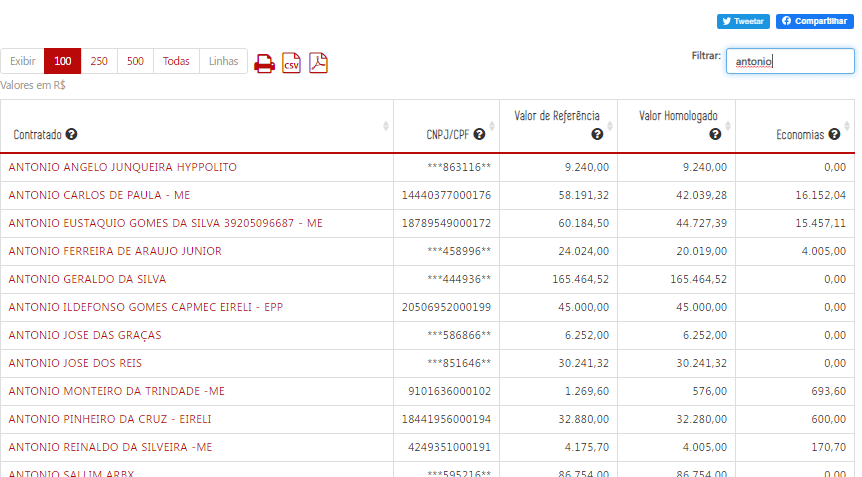 Tweetar Compartilhar
Exibir 100 250 500 Todas Linhas CSV Filtrar: antonio
Valores em R$
Contratado CNPJ/CPF Valor de Referência Valor Homologado Economias
ANTONIO ANGELO JUNQUEIRA HYPPOLITO ***863116** 9.240,00 9.240,00 0,00
ANTONIO CARLOS DE PAULA - ME 14440377000176 58.191,32 42.039,28 16.152,04
ANTONIO EUSTAQUIO GOMES DA SILVA 39205096687 - ME 18789549000172 60.184,50 44.727,39 15.457,11
ANTONIO FERREIRA DE ARAUJO JUNIOR ***458996** 24.024,00 20.019,00 4.005,00
ANTONIO GERALDO DA SILVA ***444936** 165.464,52 165.464,52 0,00
ANTONIO ILDEFONSO GOMES CAPMEC EIRELI - EPP 20506952000199 45.000,00 45.000,00 0,00
ANTONIO JOSE DAS GRAÇAS ***586866** 6.252,00 6.252,00 0,00
ANTONIO JOSE DOS REIS ***851646** 30.241,32 30.241,32 0,00
ANTONIO MONTEIRO DA TRINDADE -ME 9101636000102 1.269,60 576,00 693,60
ANTONIO PINHEIRO DA CRUZ - EIRELI 18441956000194 32.880,00 32.280,00 600,00
ANTONIO REINALDO DA SILVEIRA -ME 4249351000191 4.175,70 4.005,00 170,70
ANTONIO SALLIM ARBX ***595216** 86.754,00 86.754,00 0,00